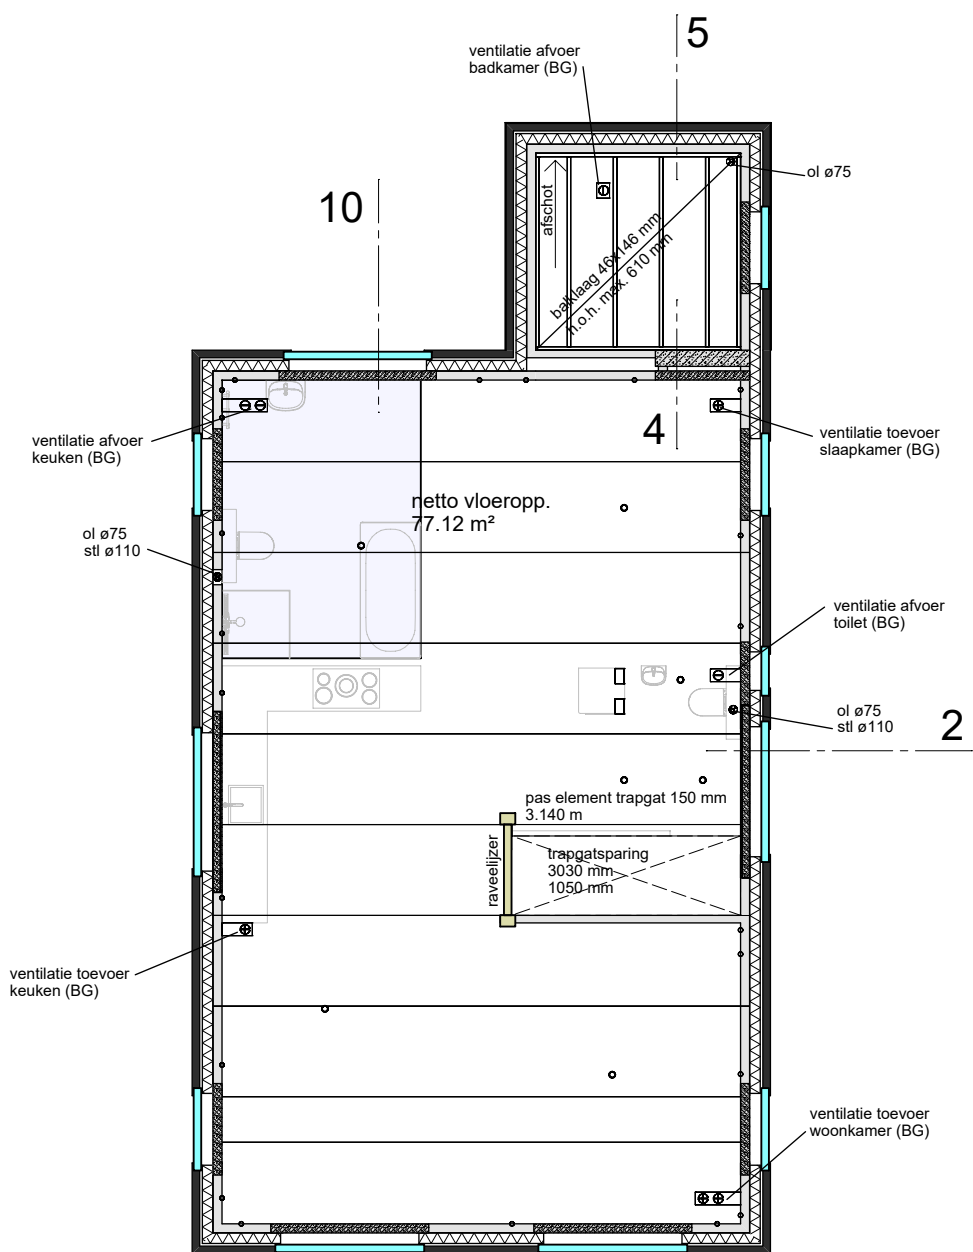 5
ventilatie afvoer
badkamer (BG)
ol ø75
10
afschot
balklaag 46x146 mm
h.o.h. max. 610 mm
4
ventilatie afvoer
keuken (BG)
ventilatie toevoer
slaapkamer (BG)
netto vloeropp.
77.12 m²
ol ø75
stl ø110
ventilatie afvoer
toilet (BG)
ol ø75
stl ø110
2
pas element trapgat 150 mm
3.140 m
raveelijzer
trapgatsparing
3030 mm
1050 mm
ventilatie toevoer
keuken (BG)
ventilatie toevoer
woonkamer (BG)